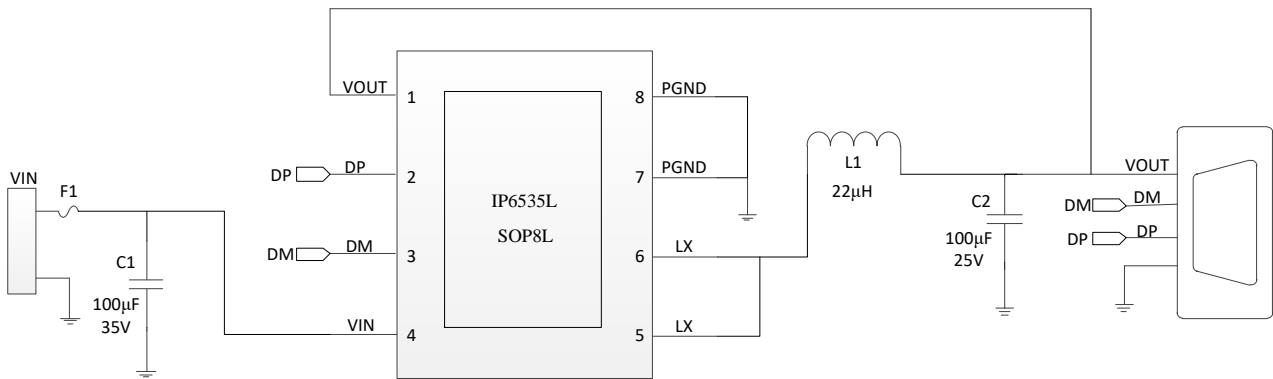 VIN
F1
C1
100μF
35V
VOUT
DP
DP
DM
DM
VIN
1
2
3
4
IP6535L
SOP8L
8
7
6
5
PGND
PGND
LX
LX
L1
22μH
C2
100μF
25V
VOUT
DM
DM
DP
DP